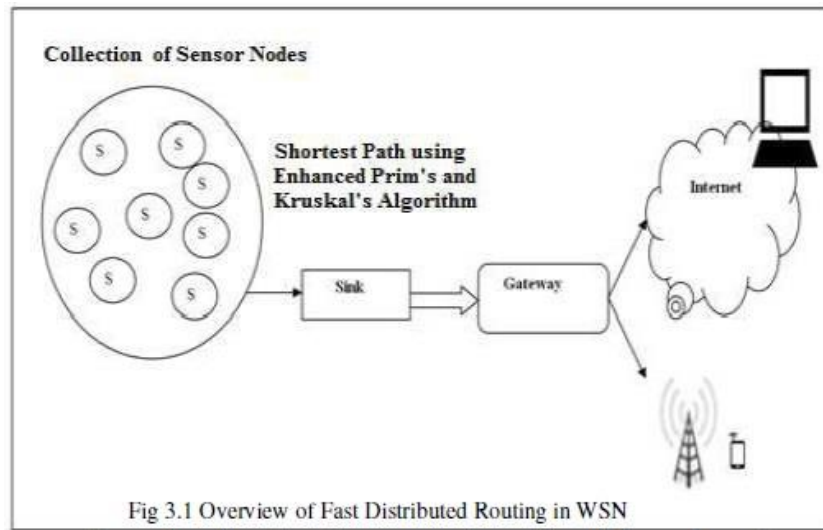 Collection of Sensor Nodes
S
S
S
S
S
S
S
S
Shortest Path using
Enhanced Prim's and
Kruskal's Algorithm
Internet
Sink
Gateway
Fig 3.1 Overview of Fast Distributed Routing in WSN